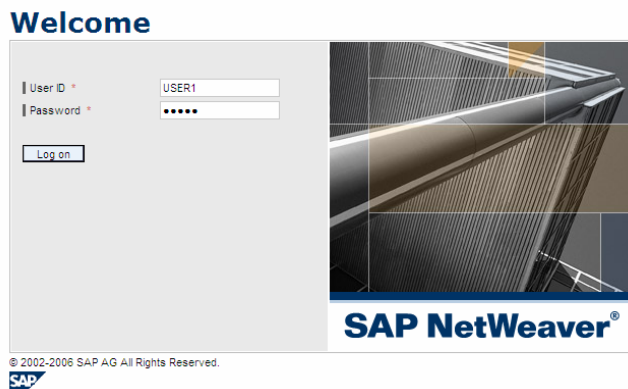 Welcome
User ID *
USER1
Password *
•••••
Log on
SAP NetWeaver®
© 2002-2006 SAP AG All Rights Reserved.
SAP